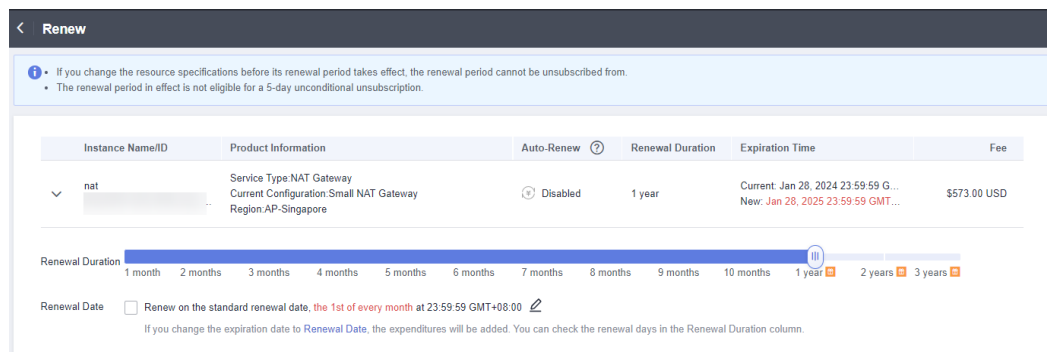 Renew
If you change the resource specifications before its renewal period takes effect, the renewal period cannot be unsubscribed from.
The renewal period in effect is not eligible for a 5-day unconditional unsubscription.
Instance Name/ID Product Information Auto-Renew ? Renewal Duration Expiration Time Fee
nat
..
Service Type:NAT Gateway
Current Configuration:Small NAT Gateway
Region:AP-Singapore
Disabled
1 year
Current: Jan 28, 2024 23:59:59 G...
New: Jan 28, 2025 23:59:59 GMT...
$573.00 USD
Renewal Duration
1 month 2 months 3 months 4 months 5 months 6 months 7 months 8 months 9 months 10 months 1 year 2 years 3 years
Renewal Date Renew on the standard renewal date, the 1st of every month at 23:59:59 GMT+08:00
If you change the expiration date to Renewal Date, the expenditures will be added. You can check the renewal days in the Renewal Duration column.